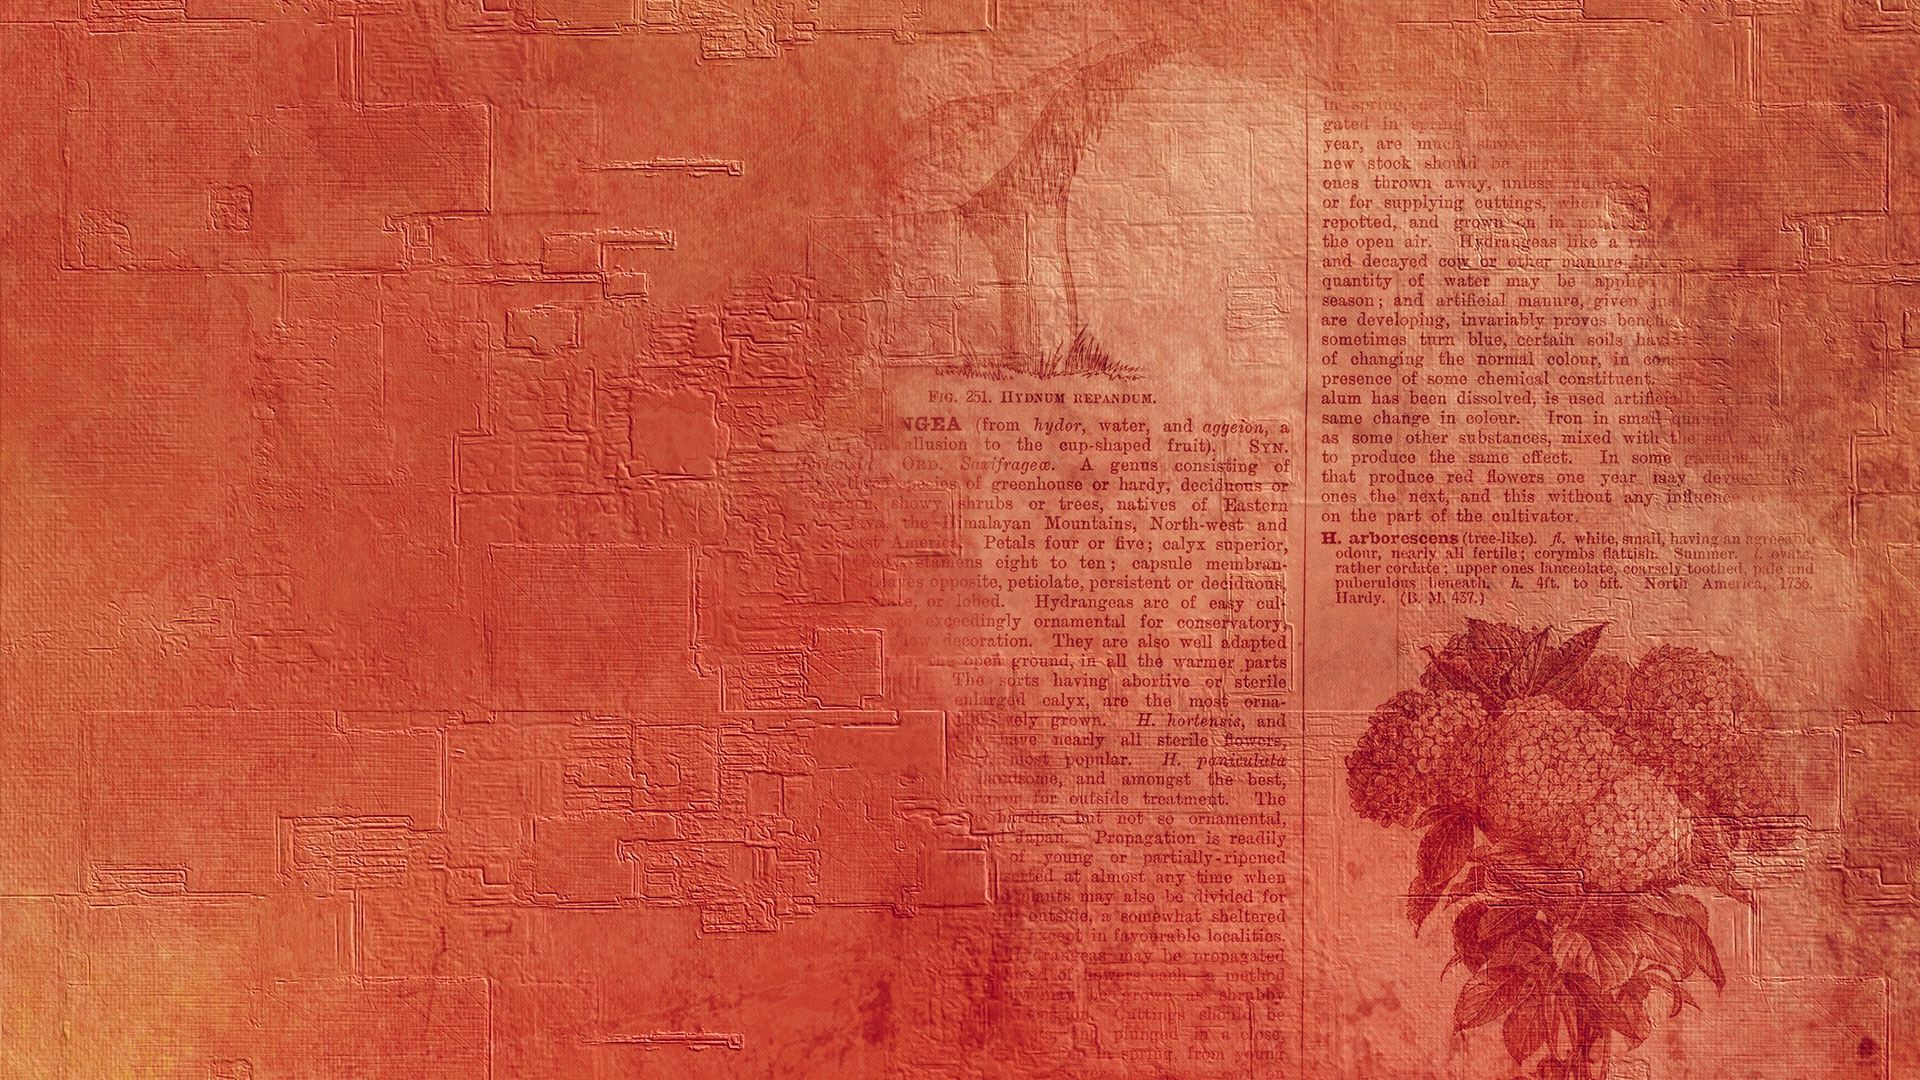 FIG. 251. HYDNUM REPANDUM.
NGEA (from hydor, water, and aggeion, a
allusion to the cup-shaped fruit). SYN.
ORD. Saxifrageæ. A genus consisting of
species of greenhouse or hardy, deciduous or
showy shrubs or trees, natives of Eastern
Java, the Himalayan Mountains, North-west and
east America. Petals four or five; calyx superior,
stamens eight to ten; capsule membran-
opposite, petiolate, persistent or deciduous,
or lobed. Hydrangeas are of easy cul-
exceedingly ornamental for conservatory,
decoration. They are also well adapted
the open ground, in all the warmer parts
The sorts having abortive or sterile
enlarged calyx, are the most orna-
grown. H. hortensis, and
have nearly all sterile flowers,
most popular. H. paniculata
handsome, and amongst the best,
or for outside treatment. The
hardier, but not so ornamental,
Japan. Propagation is readily
of young or partially-ripened
at almost any time when
plants may also be divided for
outside, a somewhat sheltered
except in favourable localities.
Hydrangeas may be propagated
of flowers each—a method
may be grown as shrubby
Cuttings should be
plunged in a close,
in spring, from young
on
in spring,
gated in spring
year, are much
new stock should be
ones thrown away, unless
or for supplying cuttings, when
repotted, and grown on in
the open air. Hydrangeas like a
and decayed cow or other manure
quantity of water may be applied
season; and artificial manure, given
are developing, invariably proves
sometimes turn blue, certain soils
of changing the normal colour, in
presence of some chemical constituent.
alum has been dissolved, is used
same change in colour. Iron in small
as some other substances, mixed with the
to produce the same effect. In some
that produce red flowers one year may
ones the next, and this without any influence
on the part of the cultivator.
H. arborescens (tree-like). fl. white, small, having an agreeable
odour, nearly all fertile; corymbs flattish. Summer. l. ovate,
rather cordate; upper ones lanceolate, coarsely toothed, pale and
puberulous beneath. h. 4ft. to 6ft. North America, 1736.
Hardy. (B. M. 437.)